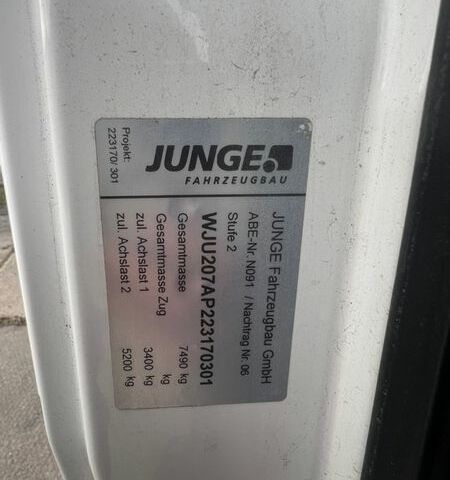 Projekt:
223170/ 301
JUNGE
FAHRZEUGBAU
JUNGE Fahrzeugbau GmbH
ABE-Nr. N091 / Nachtrag Nr. 06
Stufe 2
WJU207AP223170301
Gesamtmasse 7490 kg
Gesamtmasse Zug kg
zul. Achslast 1 3400 kg
zul. Achslast 2 5200 kg